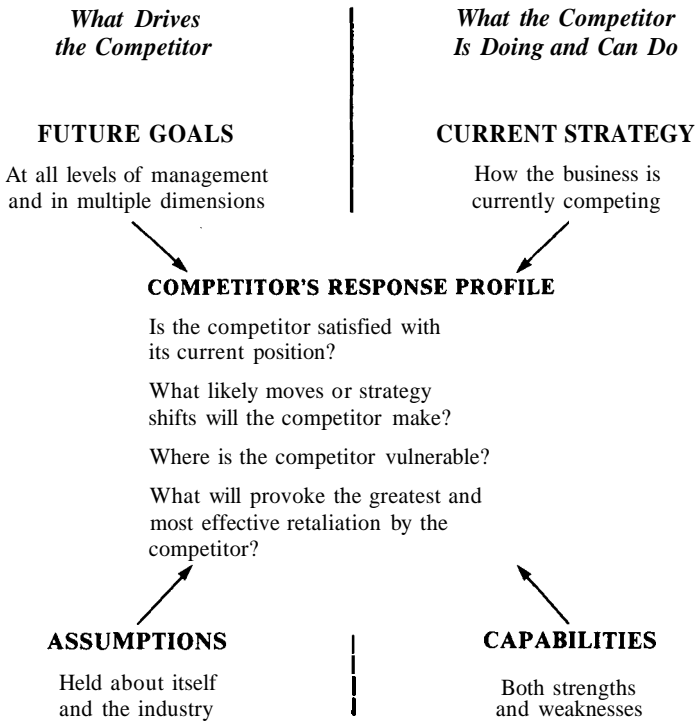 What Drives
the Competitor
What the Competitor
Is Doing and Can Do
FUTURE GOALS
At all levels of management
and in multiple dimensions
CURRENT STRATEGY
How the business is
currently competing
COMPETITOR'S RESPONSE PROFILE
Is the competitor satisfied with
its current position?
What likely moves or strategy
shifts will the competitor make?
Where is the competitor vulnerable?
What will provoke the greatest and
most effective retaliation by the
competitor?
ASSUMPTIONS
Held about itself
and the industry
CAPABILITIES
Both strengths
and weaknesses